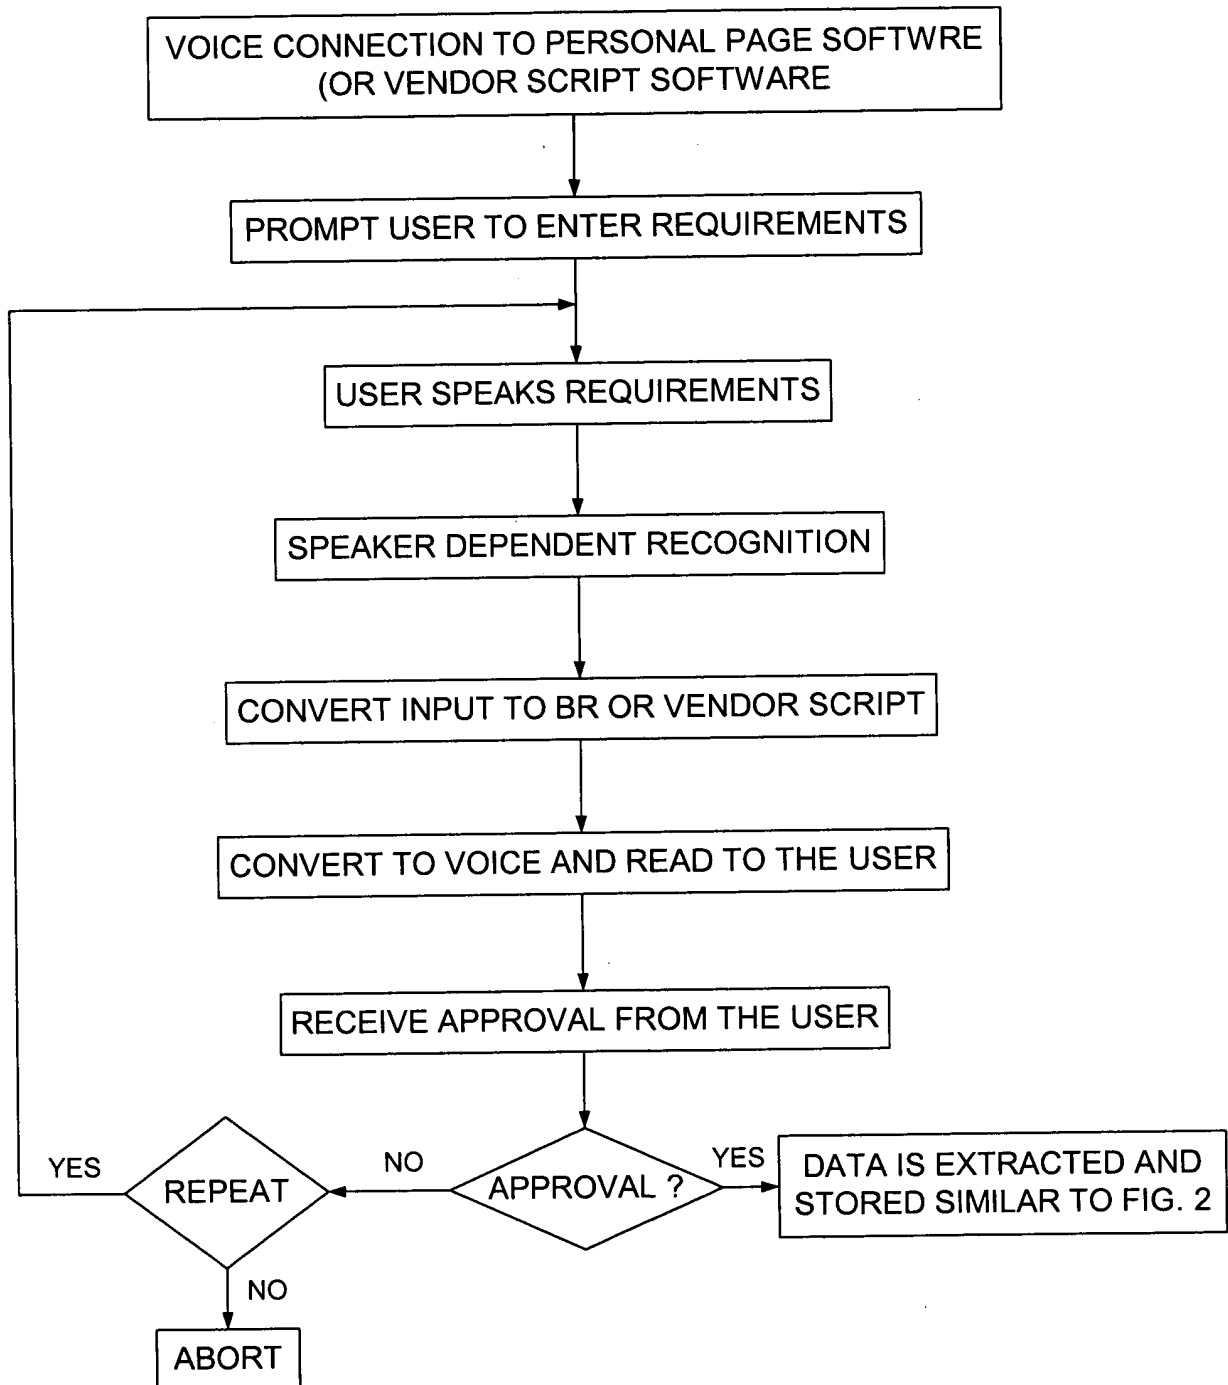 VOICE CONNECTION TO PERSONAL PAGE SOFTWRE
(OR VENDOR SCRIPT SOFTWARE
PROMPT USER TO ENTER REQUIREMENTS
USER SPEAKS REQUIREMENTS
SPEAKER DEPENDENT RECOGNITION
CONVERT INPUT TO BR OR VENDOR SCRIPT
CONVERT TO VOICE AND READ TO THE USER
RECEIVE APPROVAL FROM THE USER
YES
REPEAT
NO
APPROVAL ?
YES
DATA IS EXTRACTED AND
STORED SIMILAR TO FIG. 2
NO
ABORT